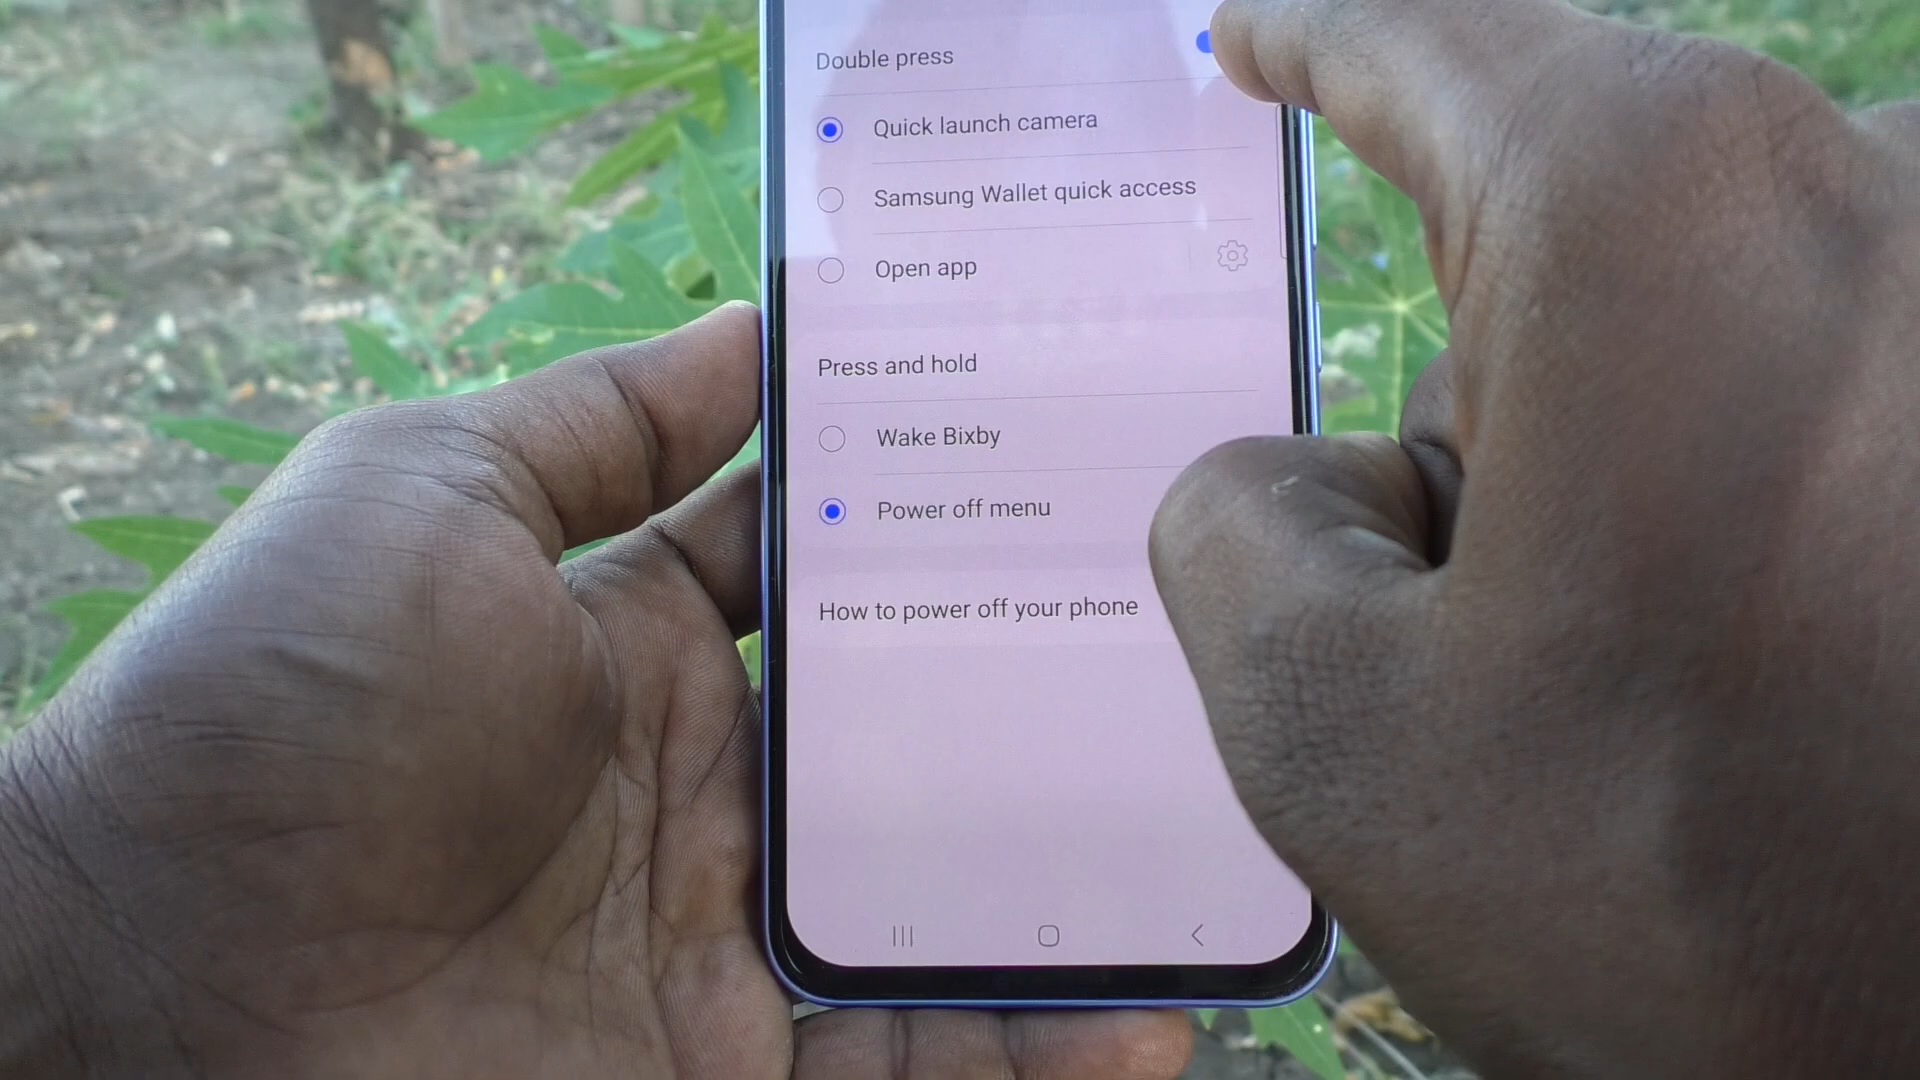 Double press
Quick launch camera
Samsung Wallet quick access
Open app
Press and hold
Wake Bixby
Power off menu
How to power off your phone